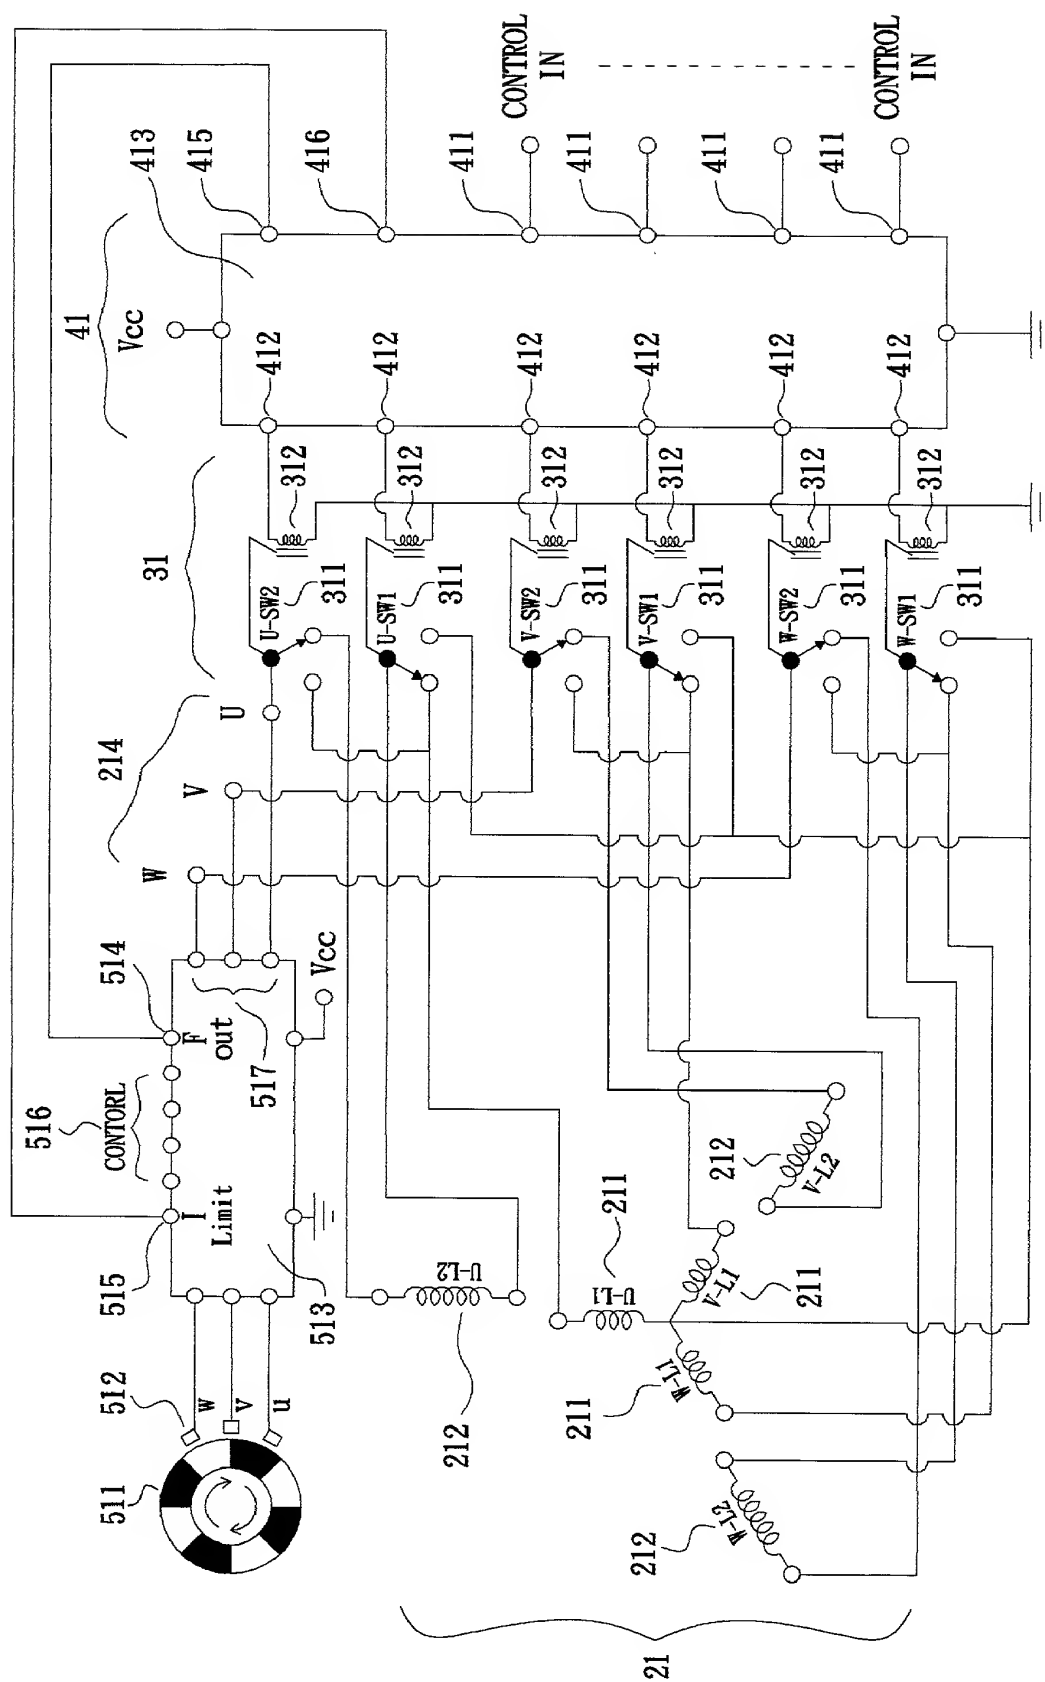 CONTROL
IN
CONTROL
IN
413
415
416
411
411
411
411
41
Vcc
412
412
412
412
412
412
31
312
312
312
312
312
312
U-SW2
311
U-SW1
311
V-SW2
311
V-SW1
311
W-SW2
311
W-SW1
311
214
U
V
W
514
F
out
517
Vcc
516
CONTORL
515
I
Limit
513
512
W
V
u
511
U-L2
212
211
U-L1
V-L1
211
W-L1
211
212
V-L2
212
W-L2
21